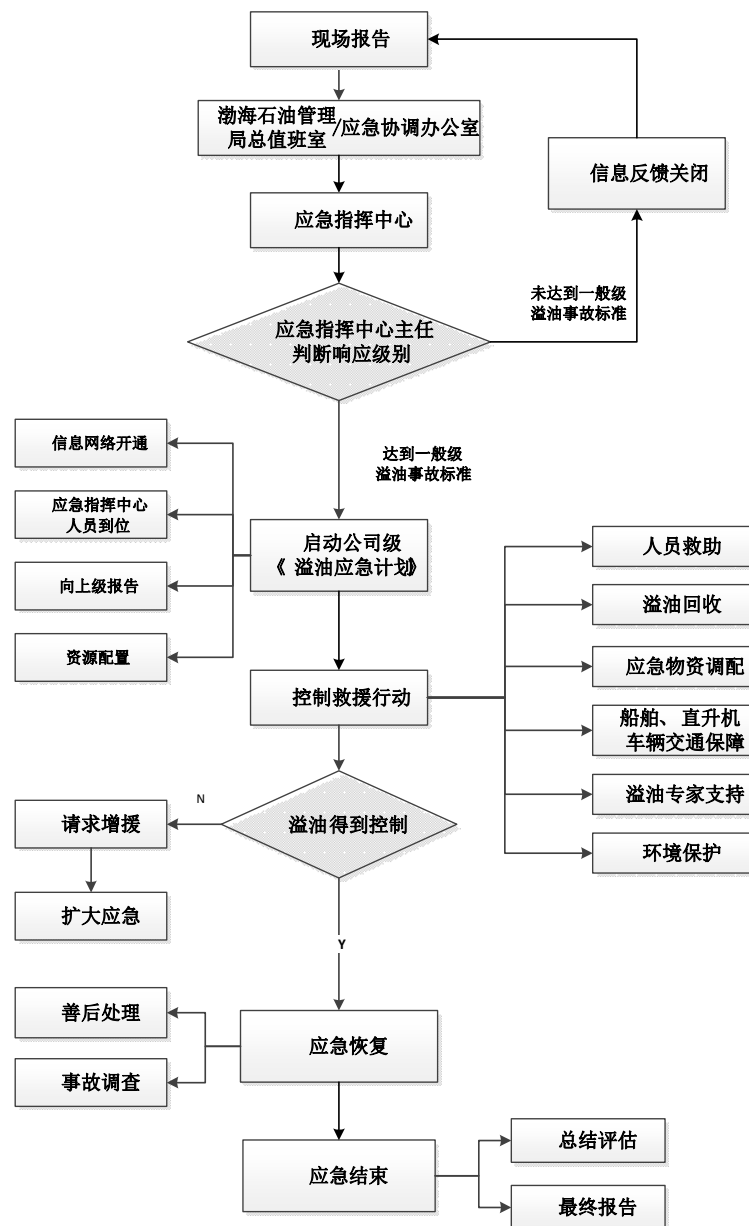 现场报告
渤海石油管理
局总值班室/应急协调办公室
信息反馈关闭
应急指挥中心
未达到一般级
溢油事故标准
应急指挥中心主任
判断响应级别
达到一般级
溢油事故标准
信息网络开通
应急指挥中心
人员到位
向上级报告
资源配置
启动公司级
《 溢油应急计划》
人员救助
溢油回收
应急物资调配
船舶、直升机
车辆交通保障
溢油专家支持
环境保护
控制救援行动
溢油得到控制
N
请求增援
扩大应急
Y
善后处理
事故调查
应急恢复
应急结束
总结评估
最终报告